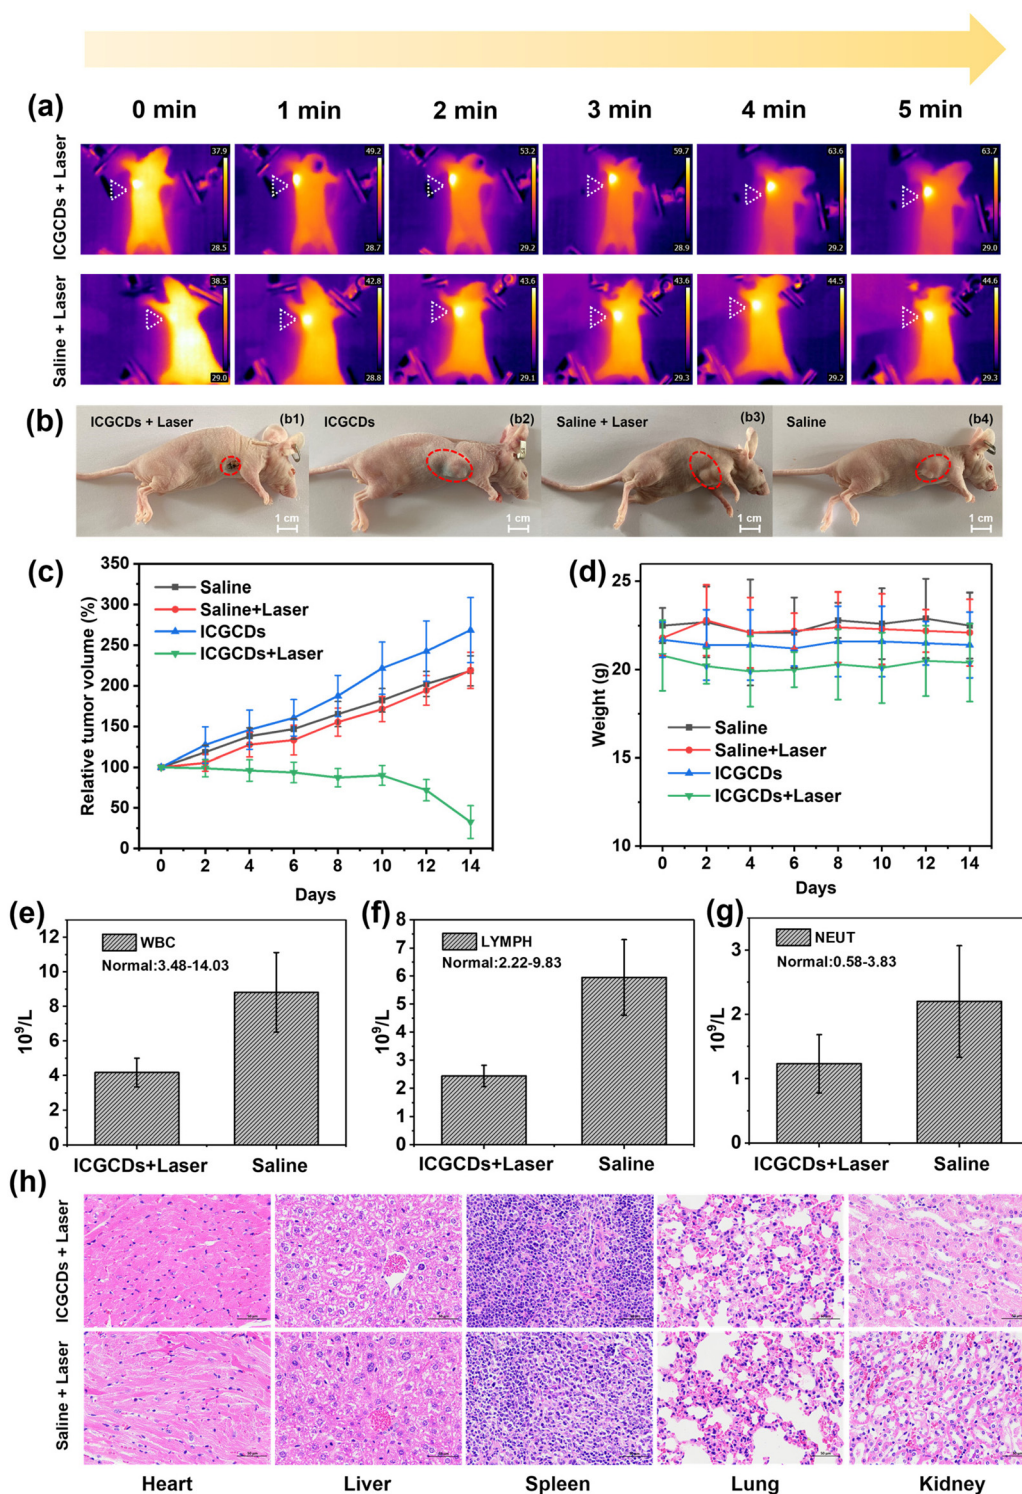 (a)
0 min 1 min 2 min 3 min 4 min 5 min
ICGCDs + Laser
37.9 49.2 53.2 59.7 63.6 63.7
28.5 28.7 29.2 28.9 29.2 29.0
Saline + Laser
38.5 42.8 43.6 43.6 44.5 44.6
29.0 28.8 29.1 29.3 29.2 29.3
(b)
ICGCDs + Laser (b1) ICGCDs (b2) Saline + Laser (b3) Saline (b4)
1 cm 1 cm 1 cm 1 cm
(c)
Relative tumor volume (%)
350
300
250
200
150
100
50
0
Saline
Saline+Laser
ICGCDs
ICGCDs+Laser
0 2 4 6 8 10 12 14
Days
(d)
Weight (g)
25
20
15
10
Saline
Saline+Laser
ICGCDs
ICGCDs+Laser
0 2 4 6 8 10 12 14
Days
(e)
10⁹/L
12
10
8
6
4
2
0
WBC
Normal:3.48-14.03
ICGCDs+Laser Saline
(f)
10⁹/L
8
7
6
5
4
3
2
1
0
LYMPH
Normal:2.22-9.83
ICGCDs+Laser Saline
(g)
10⁹/L
3
2
1
0
NEUT
Normal:0.58-3.83
ICGCDs+Laser Saline
(h)
ICGCDs + Laser
Saline + Laser
Heart Liver Spleen Lung Kidney